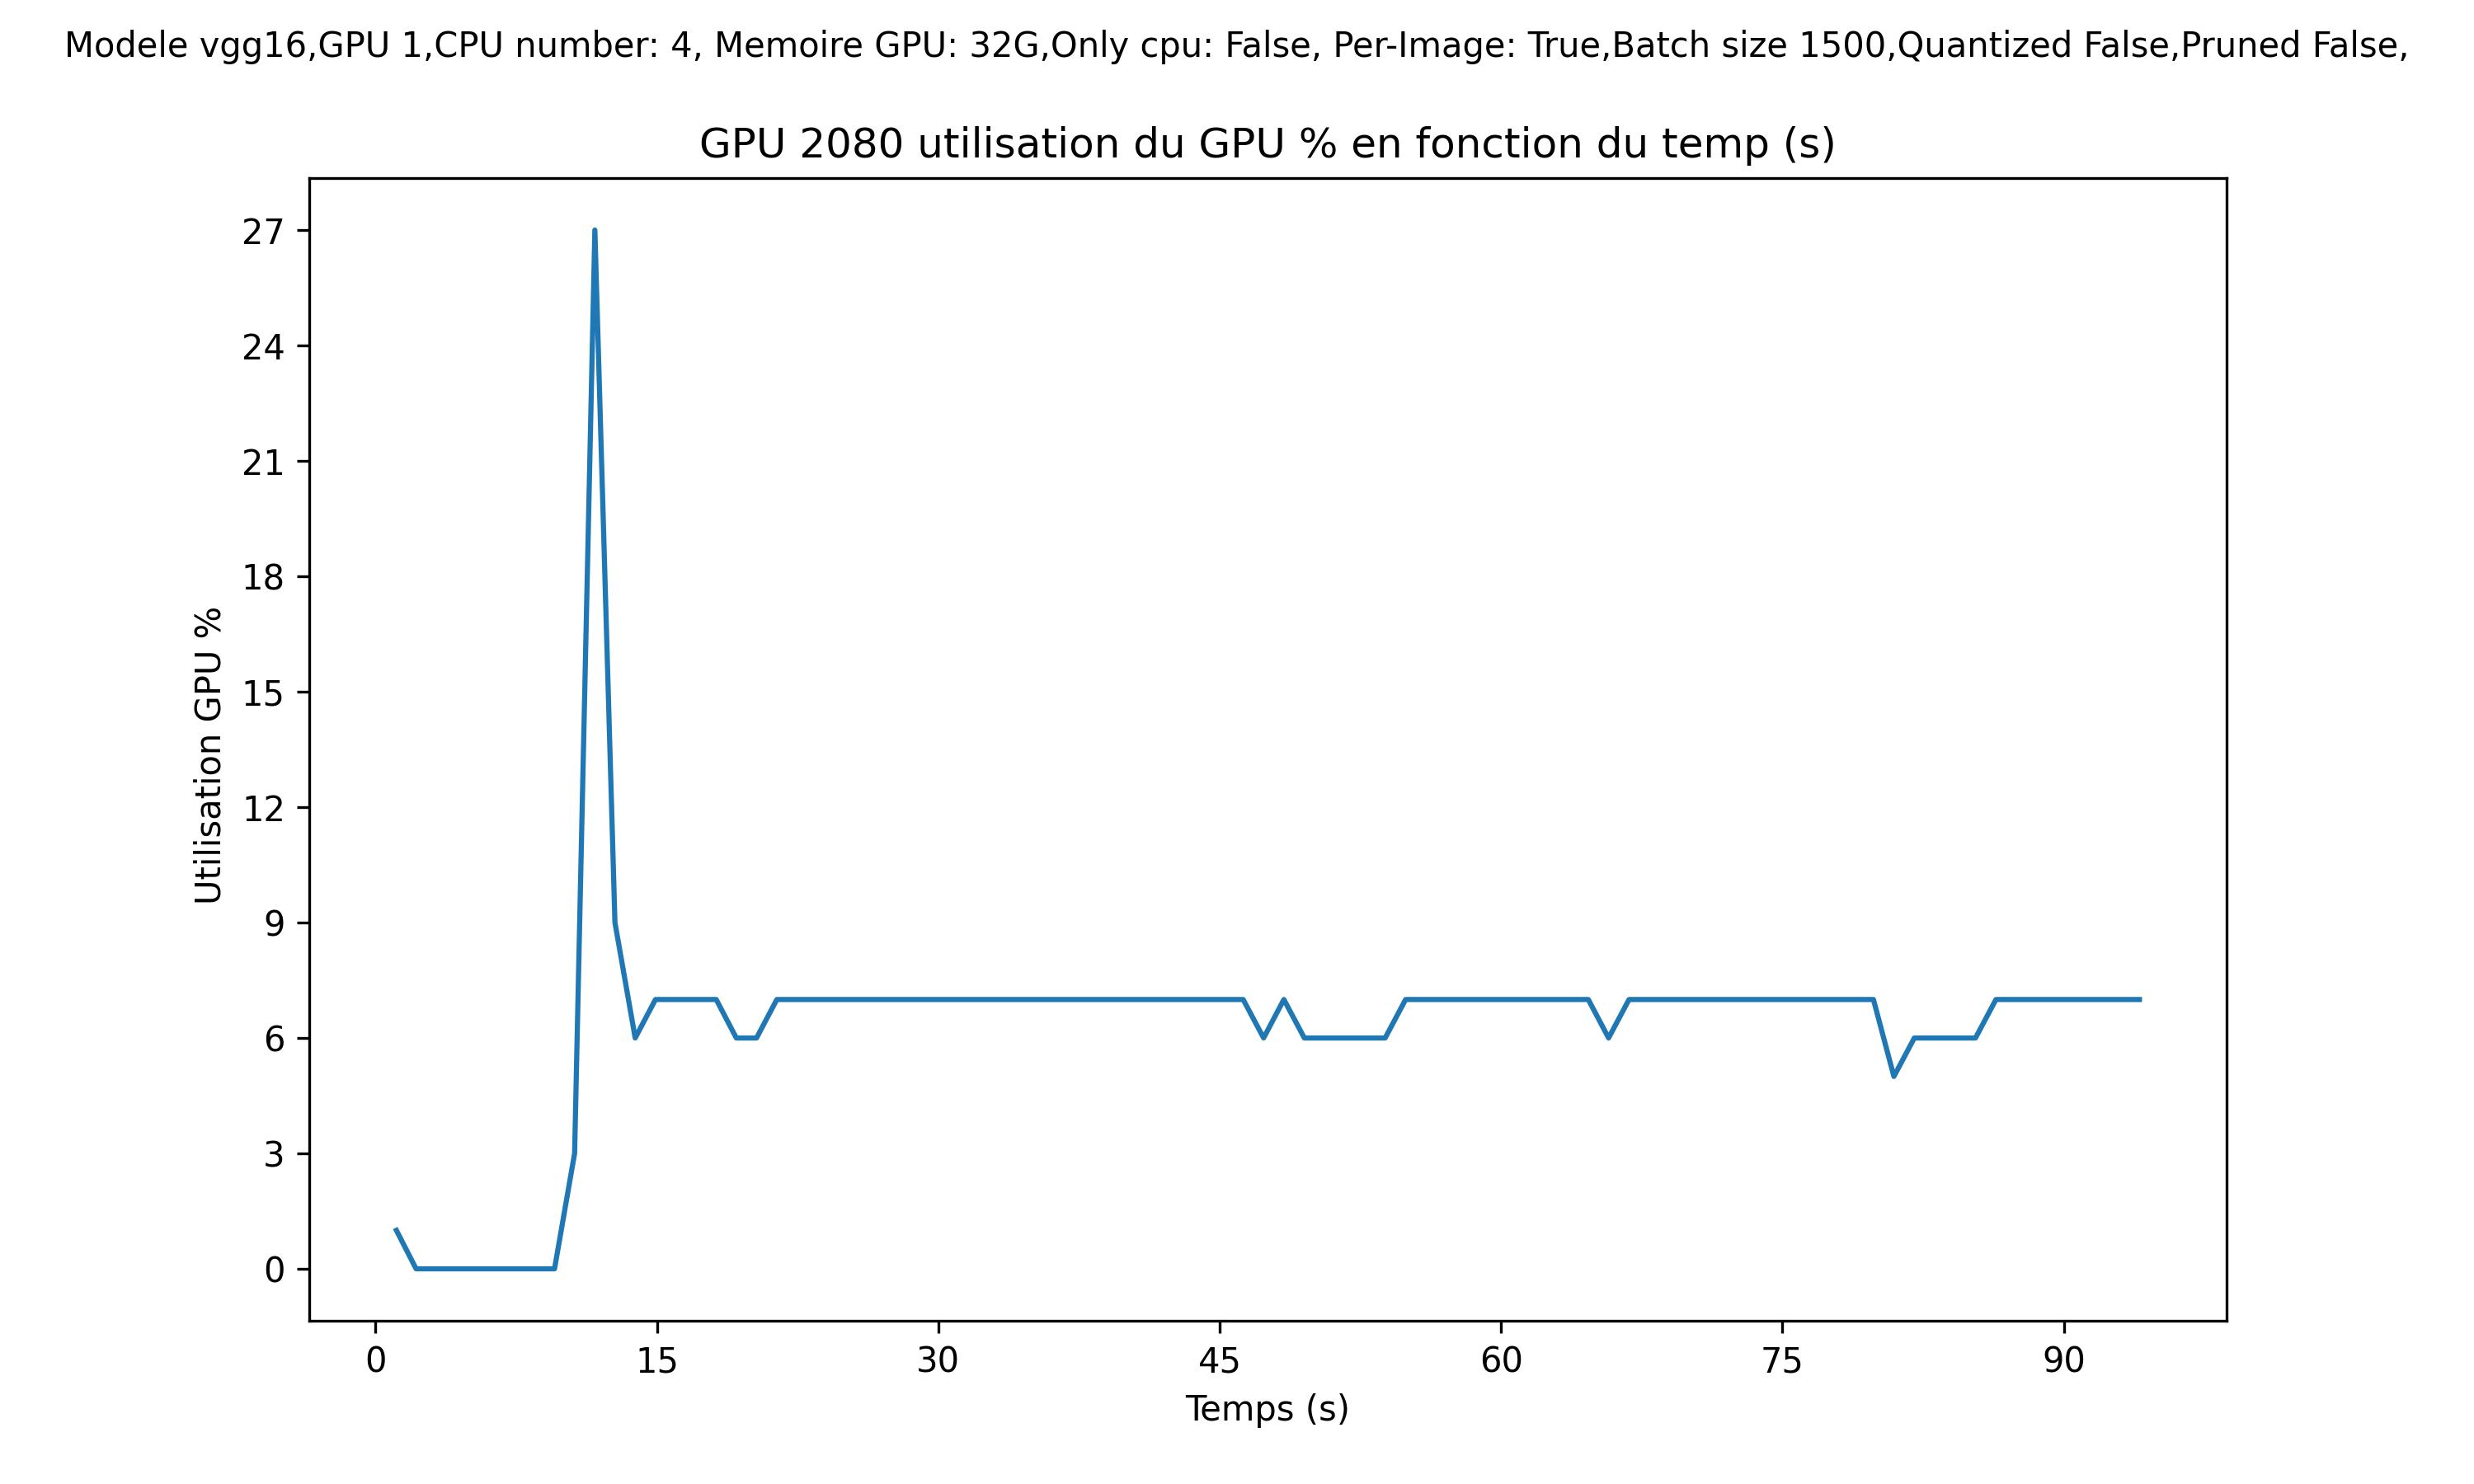 Modele vgg16,GPU 1,CPU number: 4, Memoire GPU: 32G,Only cpu: False, Per-Image: True,Batch size 1500,Quantized False,Pruned False,
GPU 2080 utilisation du GPU % en fonction du temp (s)
Utilisation GPU %
27
24
21
18
15
12
9
6
3
0
0 15 30 45 60 75 90
Temps (s)